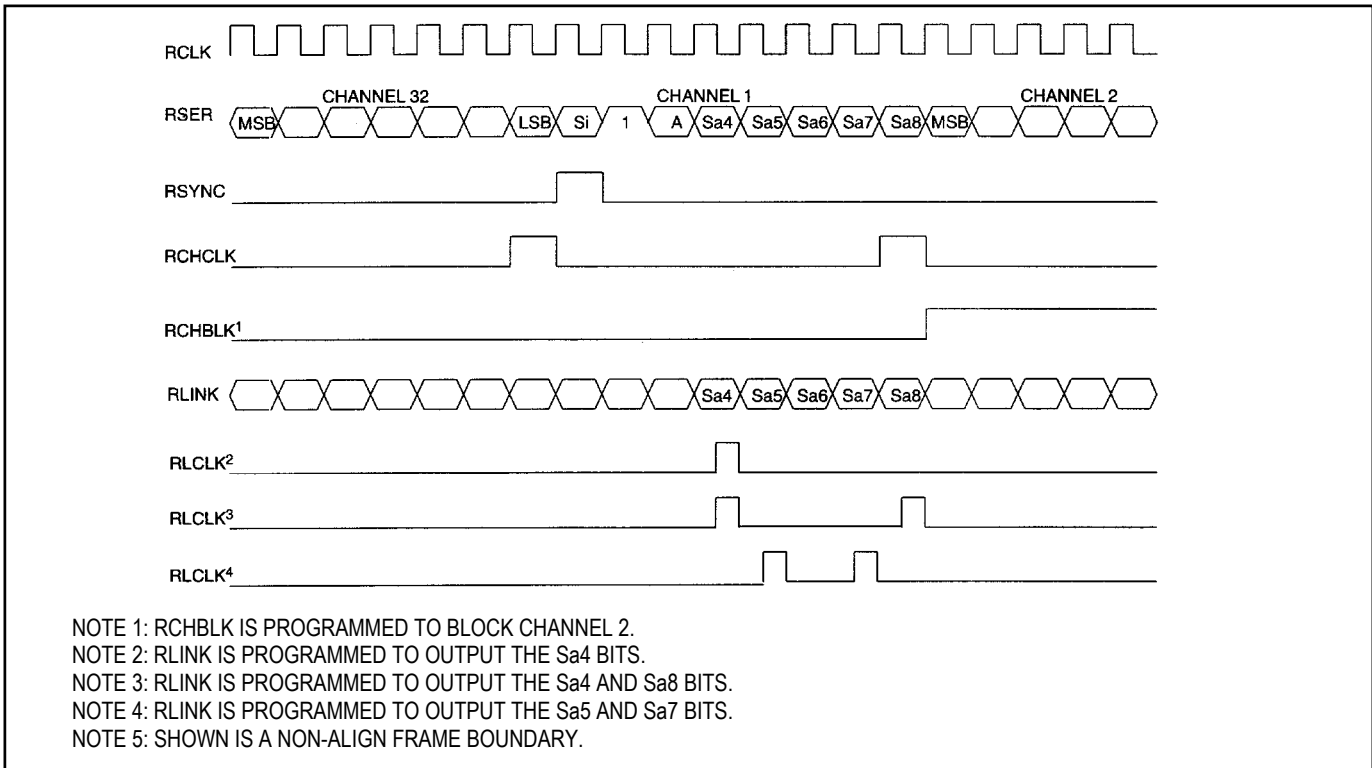 RCLK
CHANNEL 32 CHANNEL 1 CHANNEL 2
RSER MSB LSB Si 1 A Sa4 Sa5 Sa6 Sa7 Sa8 MSB
RSYNC
RCHCLK
RCHBLK¹
RLINK Sa4 Sa5 Sa6 Sa7 Sa8
RLCLK²
RLCLK³
RLCLK⁴
NOTE 1: RCHBLK IS PROGRAMMED TO BLOCK CHANNEL 2.
NOTE 2: RLINK IS PROGRAMMED TO OUTPUT THE Sa4 BITS.
NOTE 3: RLINK IS PROGRAMMED TO OUTPUT THE Sa4 AND Sa8 BITS.
NOTE 4: RLINK IS PROGRAMMED TO OUTPUT THE Sa5 AND Sa7 BITS.
NOTE 5: SHOWN IS A NON-ALIGN FRAME BOUNDARY.